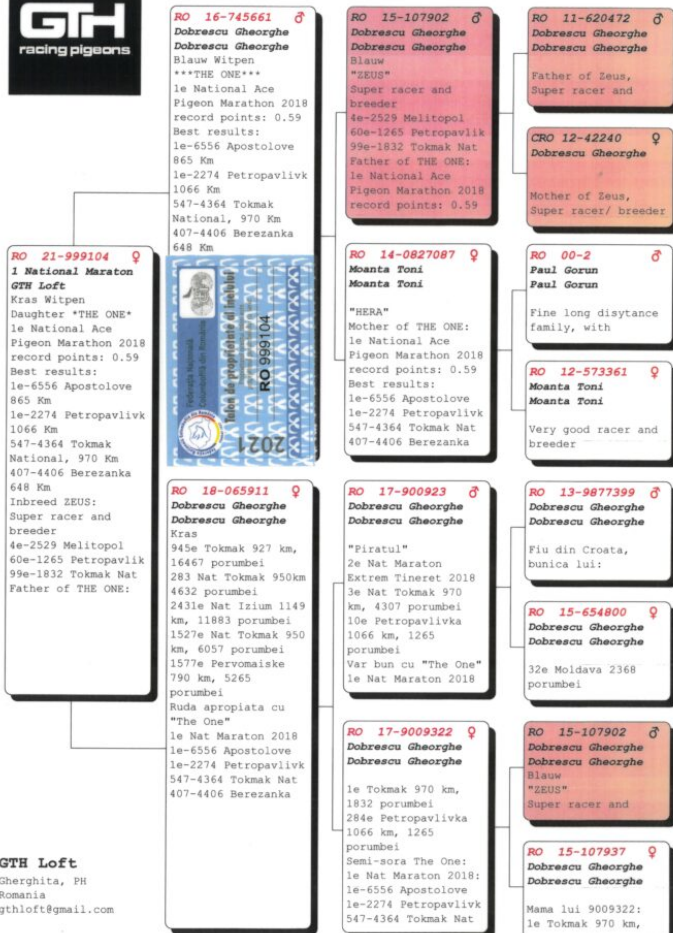 GTH
racing pigeons
RO 21-999104 ♀
1 National Maraton
GTH Loft
Kras Witpen
Daughter *THE ONE*
1e National Ace
Pigeon Marathon 2018
record points: 0.59
Best results:
1e-6556 Apostolove
865 Km
1e-2274 Petropavlivk
1066 Km
547-4364 Tokmak
National, 970 Km
407-4406 Berezanka
648 Km
Inbreed ZEUS:
Super racer and
breeder
4e-2529 Melitopol
60e-1265 Petropavlik
99e-1832 Tokmak Nat
Father of THE ONE:
RO 16-745661 ♂
Dobrescu Gheorghe
Dobrescu Gheorghe
Blauw Witpen
***THE ONE***
1e National Ace
Pigeon Marathon 2018
record points: 0.59
Best results:
1e-6556 Apostolove
865 Km
1e-2274 Petropavlivk
1066 Km
547-4364 Tokmak
National, 970 Km
407-4406 Berezanka
648 Km
Federația Națională
Columbofilă din România
Talon de proprietate al inelului
RO 999104
2021
RO 18-065911 ♀
Dobrescu Gheorghe
Dobrescu Gheorghe
Kras
945e Tokmak 927 km,
16467 porumbei
283 Nat Tokmak 950km
4632 porumbei
2431e Nat Izium 1149
km, 11883 porumbei
1527e Nat Tokmak 950
km, 6057 porumbei
1577e Pervomaiske
790 km, 5265
porumbei
Ruda apropiata cu
"The One"
1e Nat Maraton 2018
1e-6556 Apostolove
1e-2274 Petropavlivk
547-4364 Tokmak Nat
407-4406 Berezanka
RO 15-107902 ♂
Dobrescu Gheorghe
Dobrescu Gheorghe
Blauw
"ZEUS"
Super racer and
breeder
4e-2529 Melitopol
60e-1265 Petropavlik
99e-1832 Tokmak Nat
Father of THE ONE:
1e National Ace
Pigeon Marathon 2018
record points: 0.59
RO 14-0827087 ♀
Moanta Toni
Moanta Toni
"HERA"
Mother of THE ONE:
1e National Ace
Pigeon Marathon 2018
record points: 0.59
Best results:
1e-6556 Apostolove
1e-2274 Petropavlivk
547-4364 Tokmak Nat
407-4406 Berezanka
RO 17-900923 ♂
Dobrescu Gheorghe
Dobrescu Gheorghe
"Piratul"
2e Nat Maraton
Extrem Tineret 2018
3e Nat Tokmak 970
km, 4307 porumbei
10e Petropavlivka
1066 km, 1265
porumbei
Var bun cu "The One"
1e Nat Maraton 2018
RO 17-9009322 ♀
Dobrescu Gheorghe
Dobrescu Gheorghe
1e Tokmak 970 km,
1832 porumbei
284e Petropavlivka
1066 km, 1265
porumbei
Semi-sora The One:
1e Nat Maraton 2018:
1e-6556 Apostolove
1e-2274 Petropavlivk
547-4364 Tokmak Nat
RO 11-620472 ♂
Dobrescu Gheorghe
Dobrescu Gheorghe
Father of Zeus,
Super racer and
CRO 12-42240 ♀
Dobrescu Gheorghe
Mother of Zeus,
Super racer/ breeder
RO 00-2 ♂
Paul Gorun
Paul Gorun
Fine long disytance
family, with
RO 12-573361 ♀
Moanta Toni
Moanta Toni
Very good racer and
breeder
RO 13-9877399 ♂
Dobrescu Gheorghe
Dobrescu Gheorghe
Fiu din Croata,
bunica lui:
RO 15-654800 ♀
Dobrescu Gheorghe
Dobrescu Gheorghe
32e Moldava 2368
porumbei
RO 15-107902 ♂
Dobrescu Gheorghe
Dobrescu Gheorghe
Blauw
"ZEUS"
Super racer and
RO 15-107937 ♀
Dobrescu Gheorghe
Dobrescu Gheorghe
Mama lui 9009322:
1e Tokmak 970 km,
GTH Loft
Gherghita, PH
Romania
gthloft@gmail.com